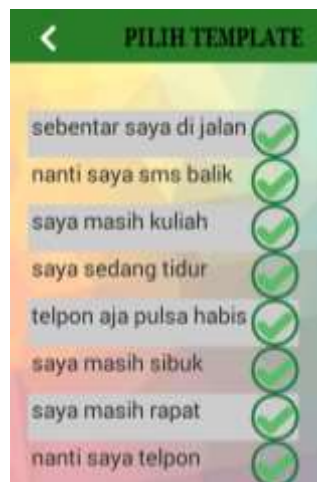 PILIH TEMPLATE
sebentar saya di jalan
nanti saya sms balik
saya masih kuliah
saya sedang tidur
telpon aja pulsa habis
saya masih sibuk
saya masih rapat
nanti saya telpon